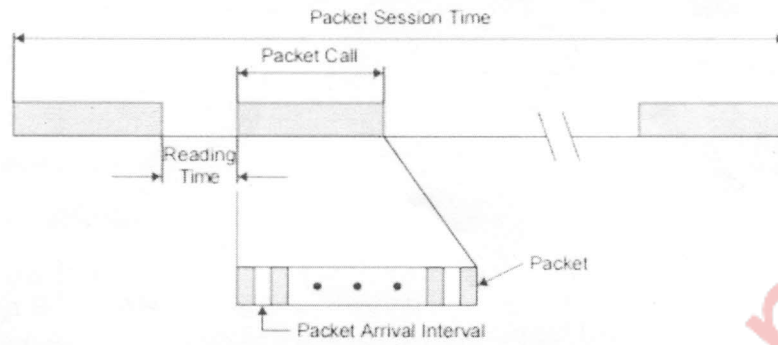 Packet Session Time
Packet Call
Reading
Time
Packet
Packet Arrival Interval